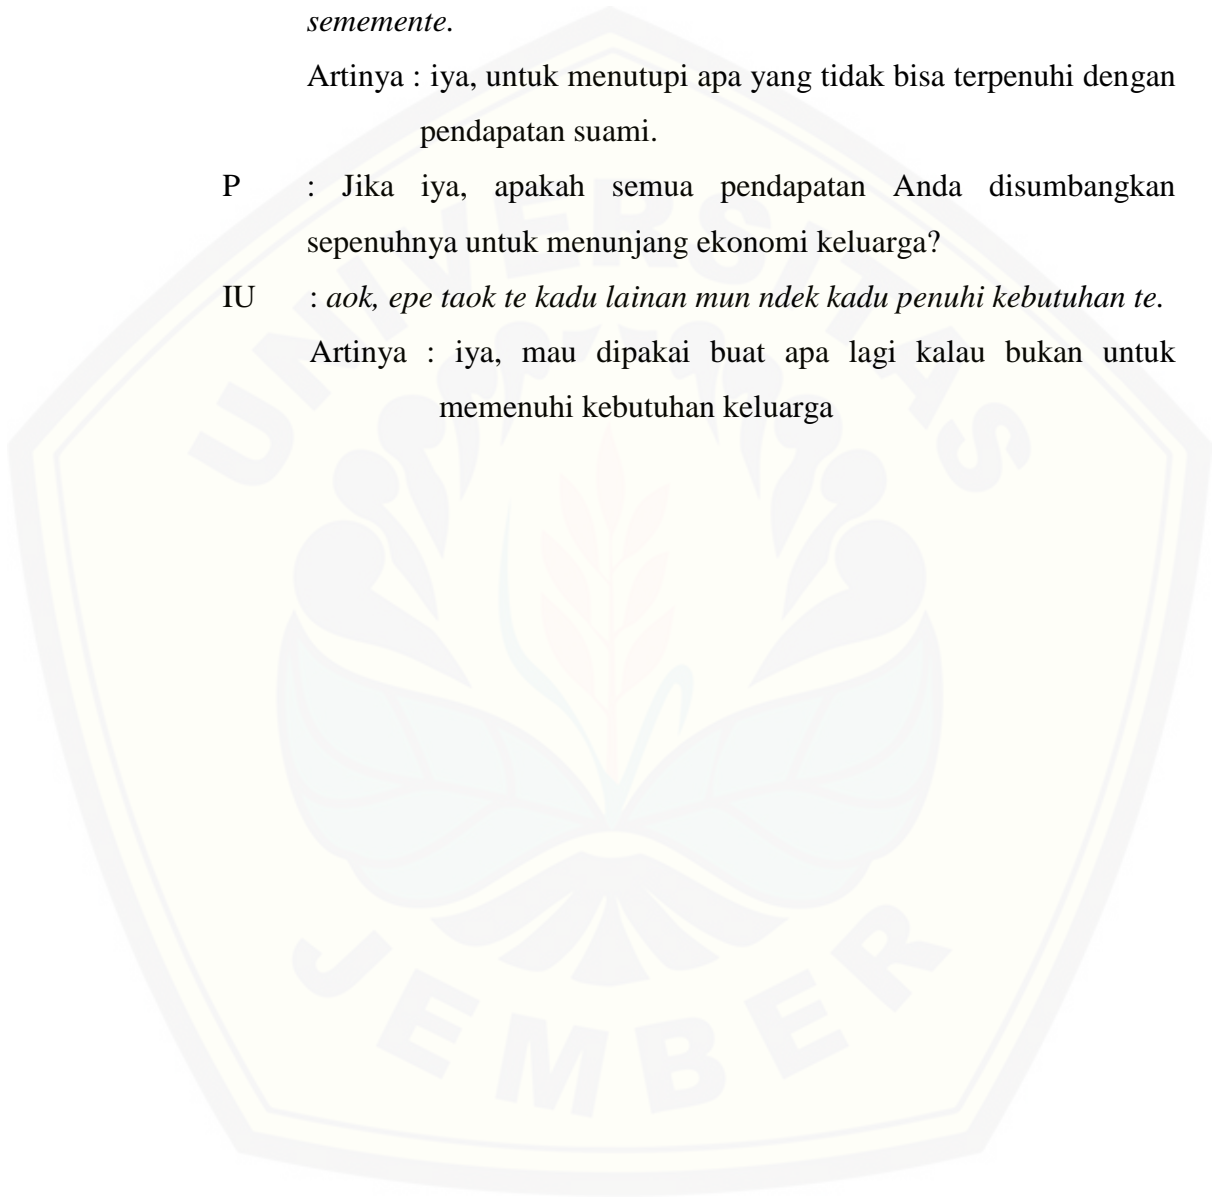 sememente.
Artinya : iya, untuk menutupi apa yang tidak bisa terpenuhi dengan
pendapatan suami.
P : Jika iya, apakah semua pendapatan Anda disumbangkan
sepenuhnya untuk menunjang ekonomi keluarga?
IU : aok, epe taok te kadu lainan mun ndek kadu penuhi kebutuhan te.
Artinya : iya, mau dipakai buat apa lagi kalau bukan untuk
memenuhi kebutuhan keluarga
UNIVERSITAS
JEMBER